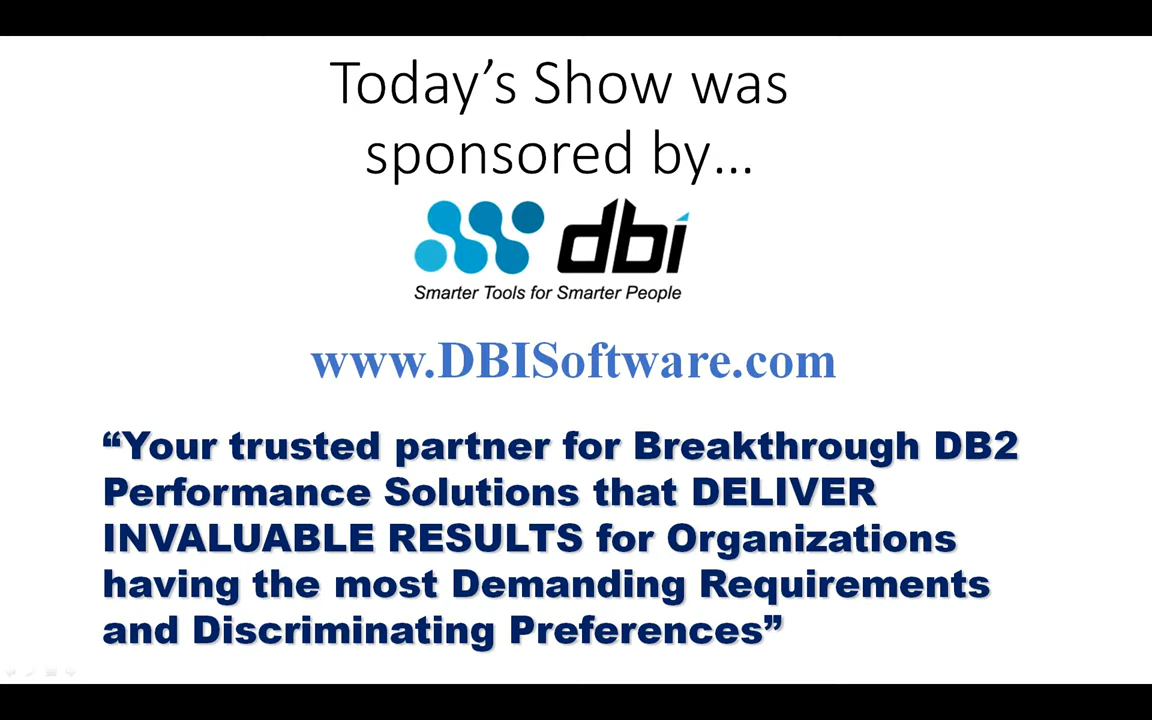 Today’s Show was
sponsored by…
dbi
Smarter Tools for Smarter People
www.DBISoftware.com
“Your trusted partner for Breakthrough DB2
Performance Solutions that DELIVER
INVALUABLE RESULTS for Organizations
having the most Demanding Requirements
and Discriminating Preferences”